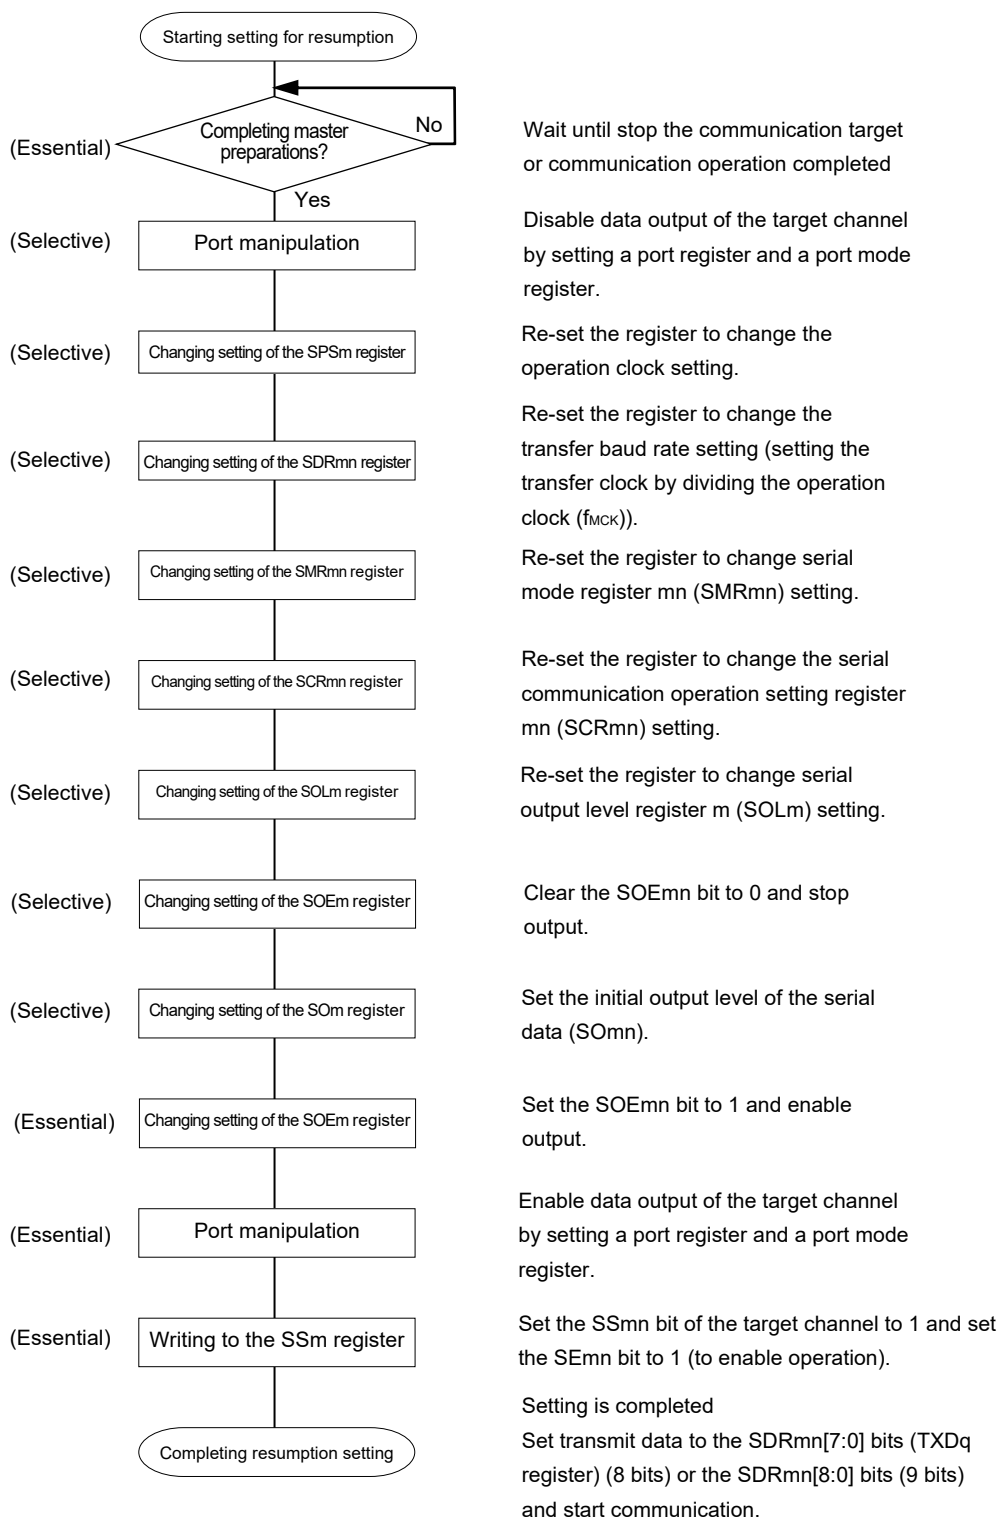 Starting setting for resumption
(Essential)
Completing master
preparations?
No
Wait until stop the communication target
or communication operation completed
Yes
(Selective)
Port manipulation
Disable data output of the target channel
by setting a port register and a port mode
register.
(Selective)
Changing setting of the SPSm register
Re-set the register to change the
operation clock setting.
(Selective)
Changing setting of the SDRmn register
Re-set the register to change the
transfer baud rate setting (setting the
transfer clock by dividing the operation
clock (fMCK)).
(Selective)
Changing setting of the SMRmn register
Re-set the register to change serial
mode register mn (SMRmn) setting.
(Selective)
Changing setting of the SCRmn register
Re-set the register to change the serial
communication operation setting register
mn (SCRmn) setting.
(Selective)
Changing setting of the SOLm register
Re-set the register to change serial
output level register m (SOLm) setting.
(Selective)
Changing setting of the SOEm register
Clear the SOEmn bit to 0 and stop
output.
(Selective)
Changing setting of the SOm register
Set the initial output level of the serial
data (SOmn).
(Essential)
Changing setting of the SOEm register
Set the SOEmn bit to 1 and enable
output.
(Essential)
Port manipulation
Enable data output of the target channel
by setting a port register and a port mode
register.
(Essential)
Writing to the SSm register
Set the SSmn bit of the target channel to 1 and set
the SEmn bit to 1 (to enable operation).
Completing resumption setting
Setting is completed
Set transmit data to the SDRmn[7:0] bits (TXDq
register) (8 bits) or the SDRmn[8:0] bits (9 bits)
and start communication.